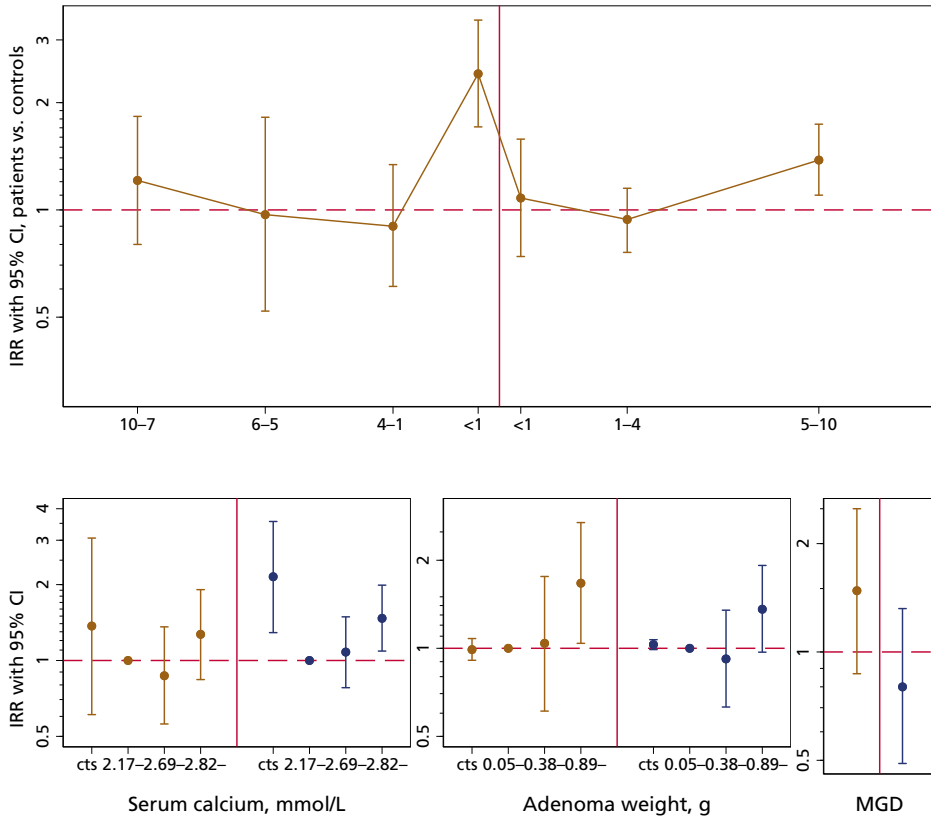 IRR with 95% CI, patients vs. controls
3
2
1
0.5
10–7 6–5 4–1 <1 <1 1–4 5–10
IRR with 95% CI
4
3
2
1
0.5
cts 2.17–2.69–2.82– cts 2.17–2.69–2.82–
Serum calcium, mmol/L
2
1
0.5
cts 0.05–0.38–0.89– cts 0.05–0.38–0.89–
Adenoma weight, g
2
1
0.5
MGD